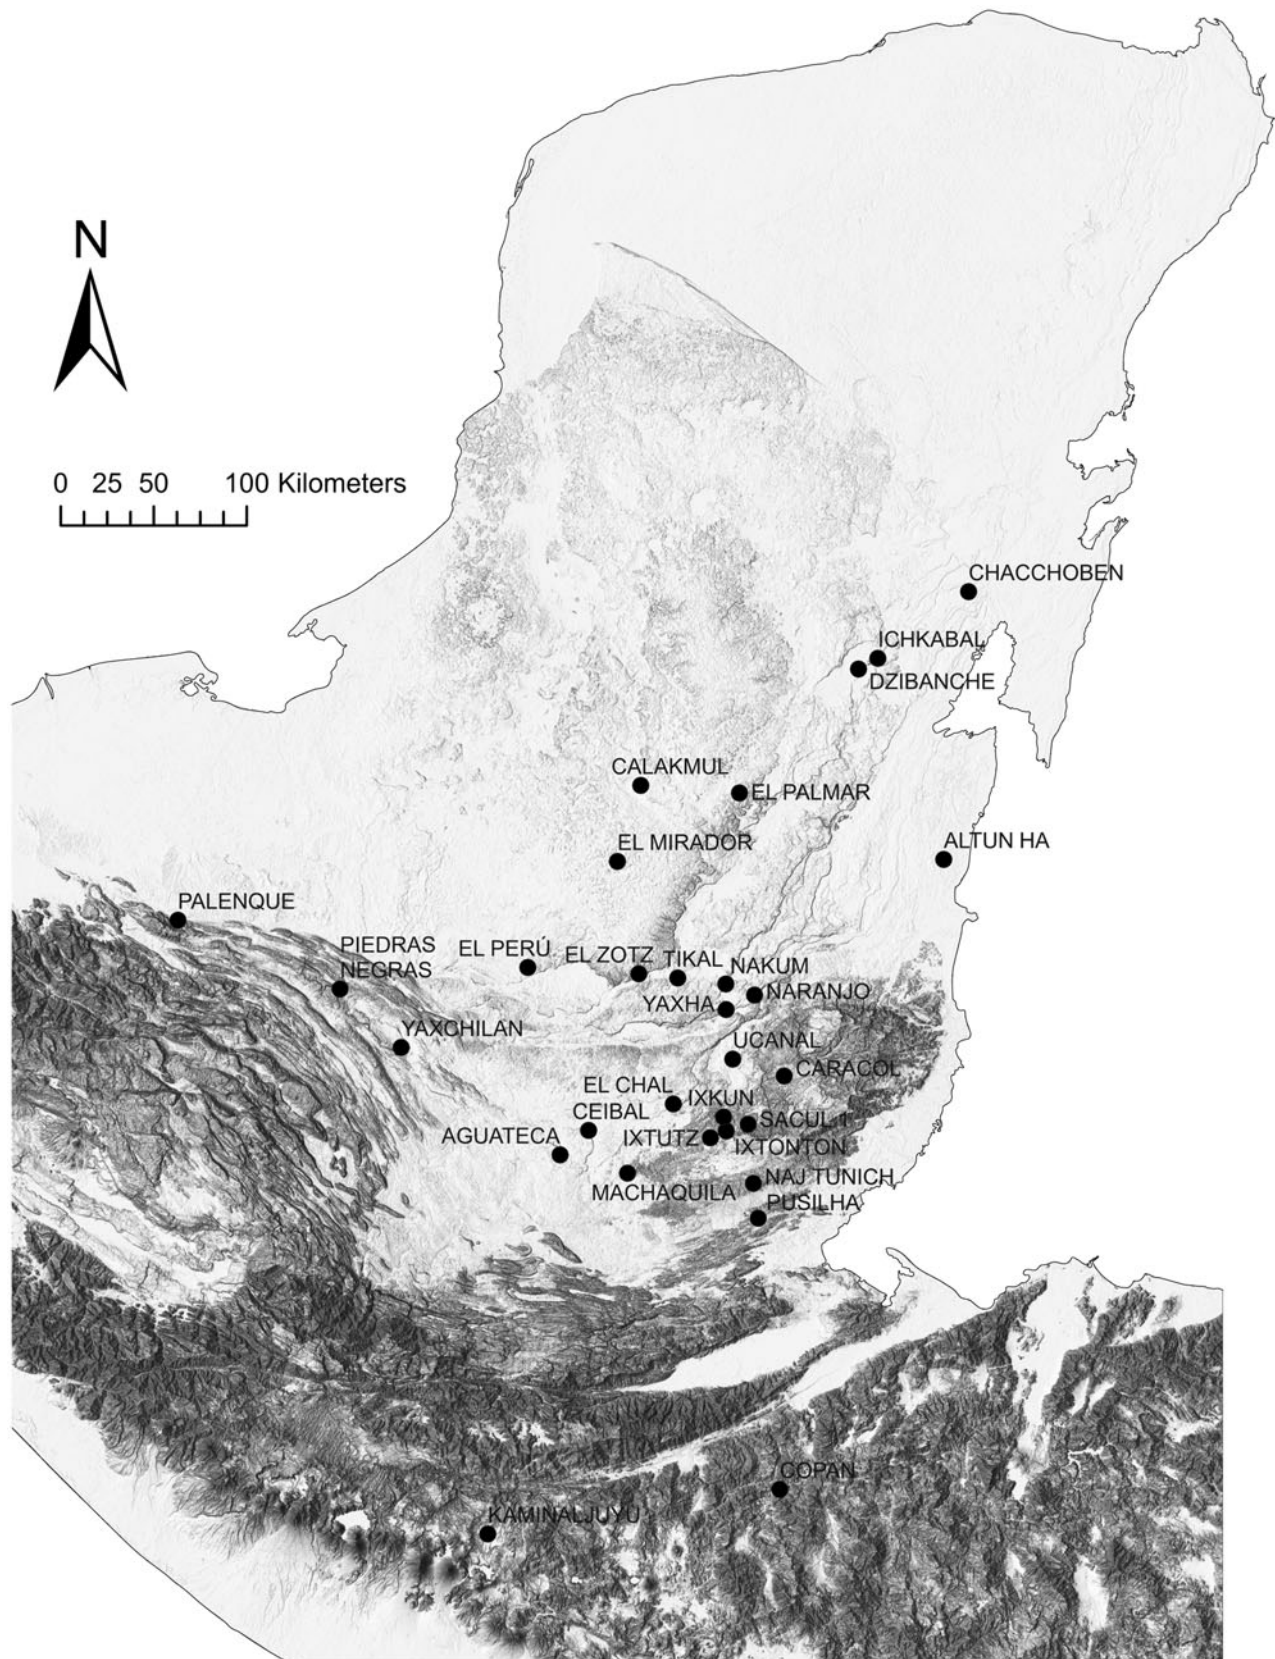 N
0 25 50 100 Kilometers
CHACCHOBEN
ICHKABAL
DZIBANCHE
CALAKMUL
EL PALMAR
EL MIRADOR
ALTUN HA
PALENQUE
PIEDRAS
NEGRAS
EL PERÚ
EL ZOTZ
TIKAL
NAKUM
NARANJO
YAXHA
YAXCHILAN
UCANAL
CARACOL
EL CHAL
IXKUN
CEIBAL
SACUL 1
AGUATECA
IXTUTZ
IXTONTON
MACHAQUILA
NAJ TUNICH
PUSILHA
COPAN
KAMINALJUYU